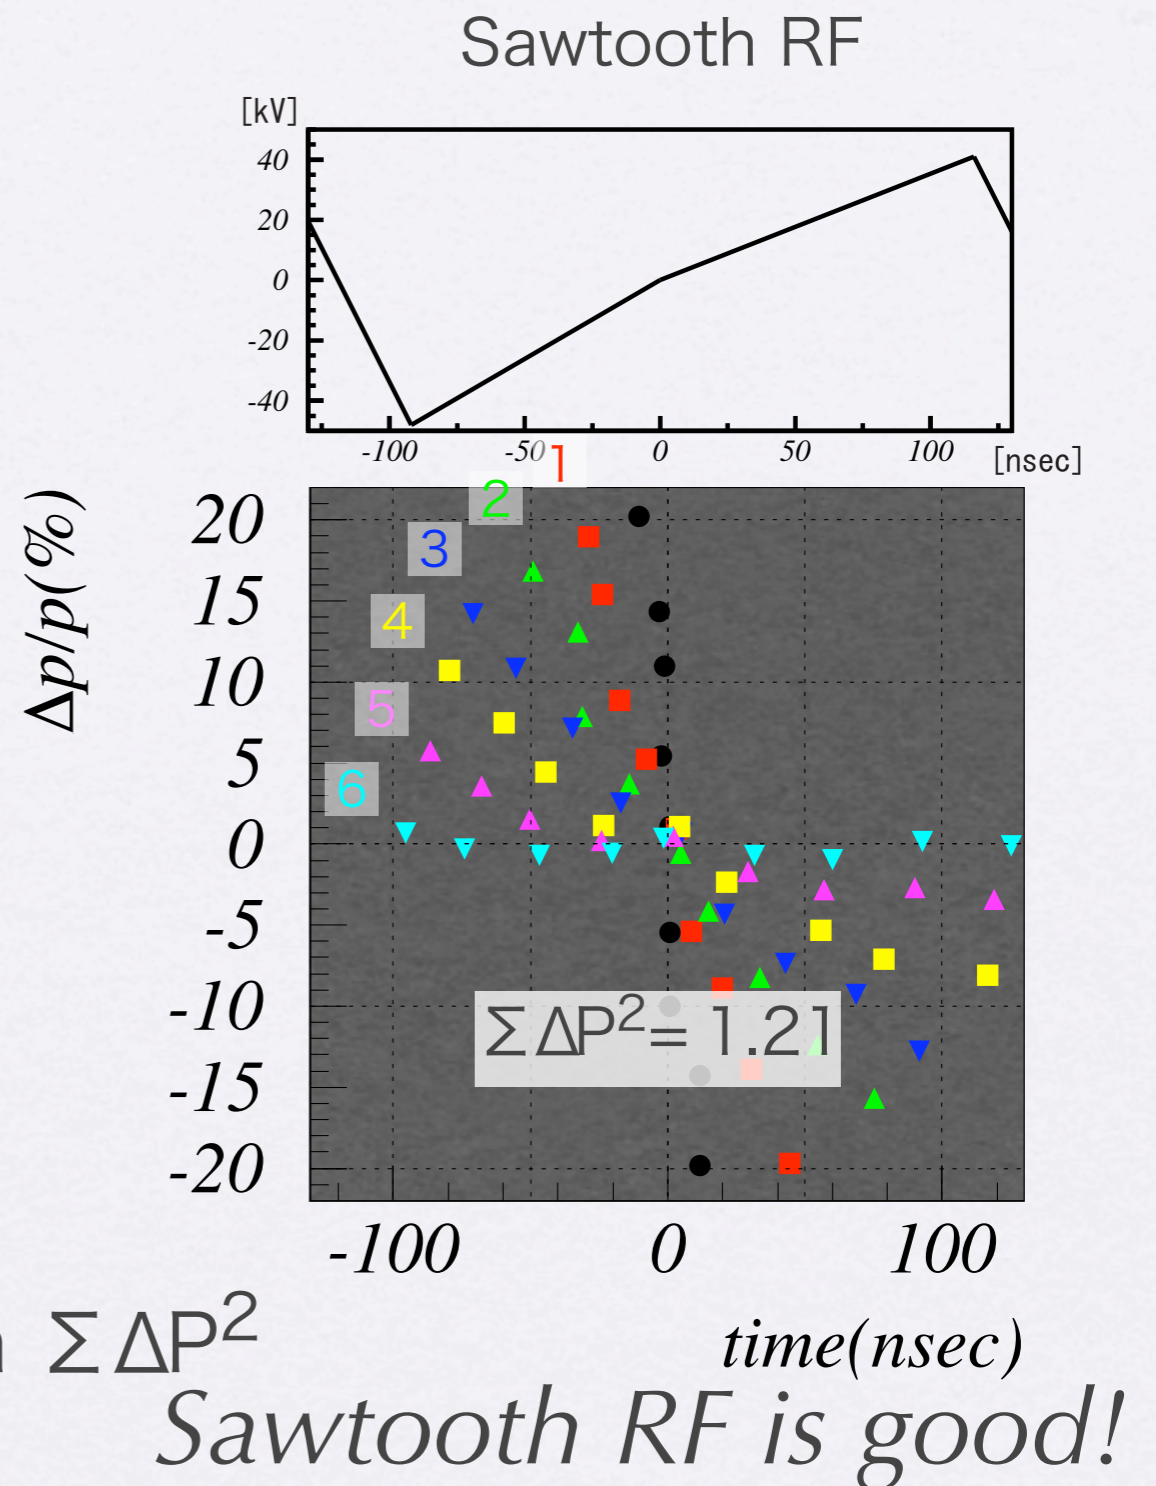 Sawtooth RF
[kV]
40
20
0
-20
-40
-100 -50 0 50 100 [nsec]
1
2
3
4
5
6
Δp/p(%)
20
15
10
5
0
-5
-10
-15
-20
ΣΔP²= 1.21
-100 0 100
time(nsec)
ΣΔP²
Sawtooth RF is good!